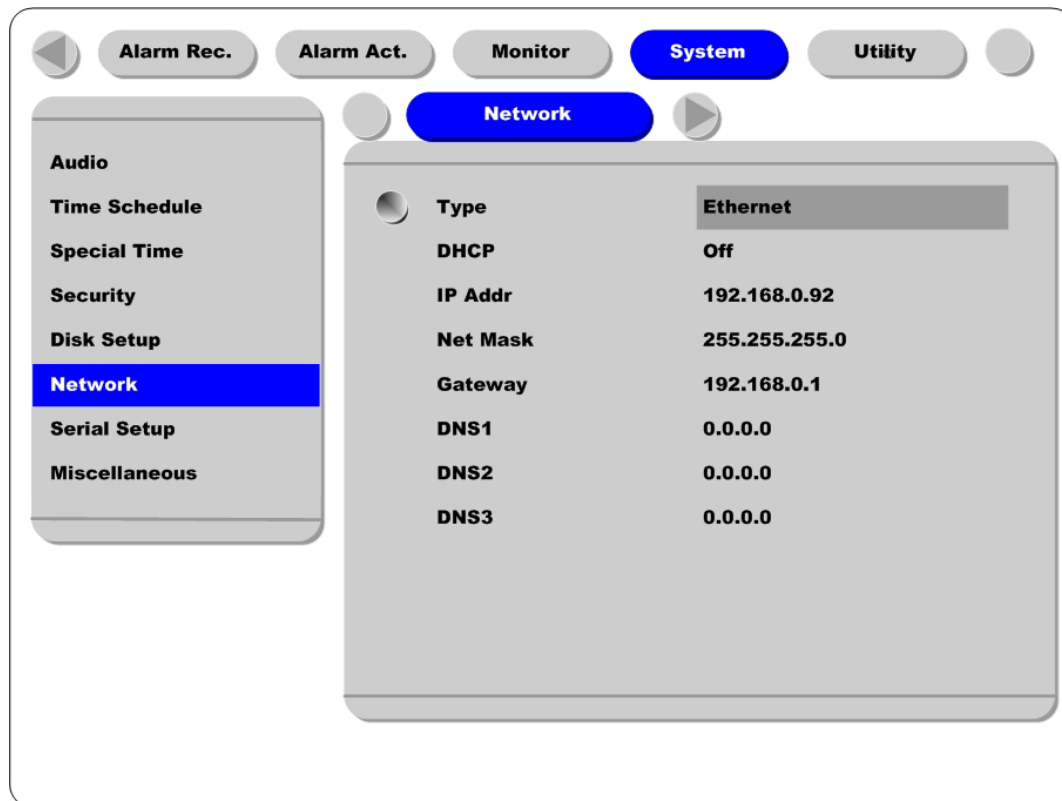 Alarm Rec. Alarm Act. Monitor System Utility
Network
Audio
Time Schedule
Special Time
Security
Disk Setup
Network
Serial Setup
Miscellaneous
Type Ethernet
DHCP Off
IP Addr 192.168.0.92
Net Mask 255.255.255.0
Gateway 192.168.0.1
DNS1 0.0.0.0
DNS2 0.0.0.0
DNS3 0.0.0.0